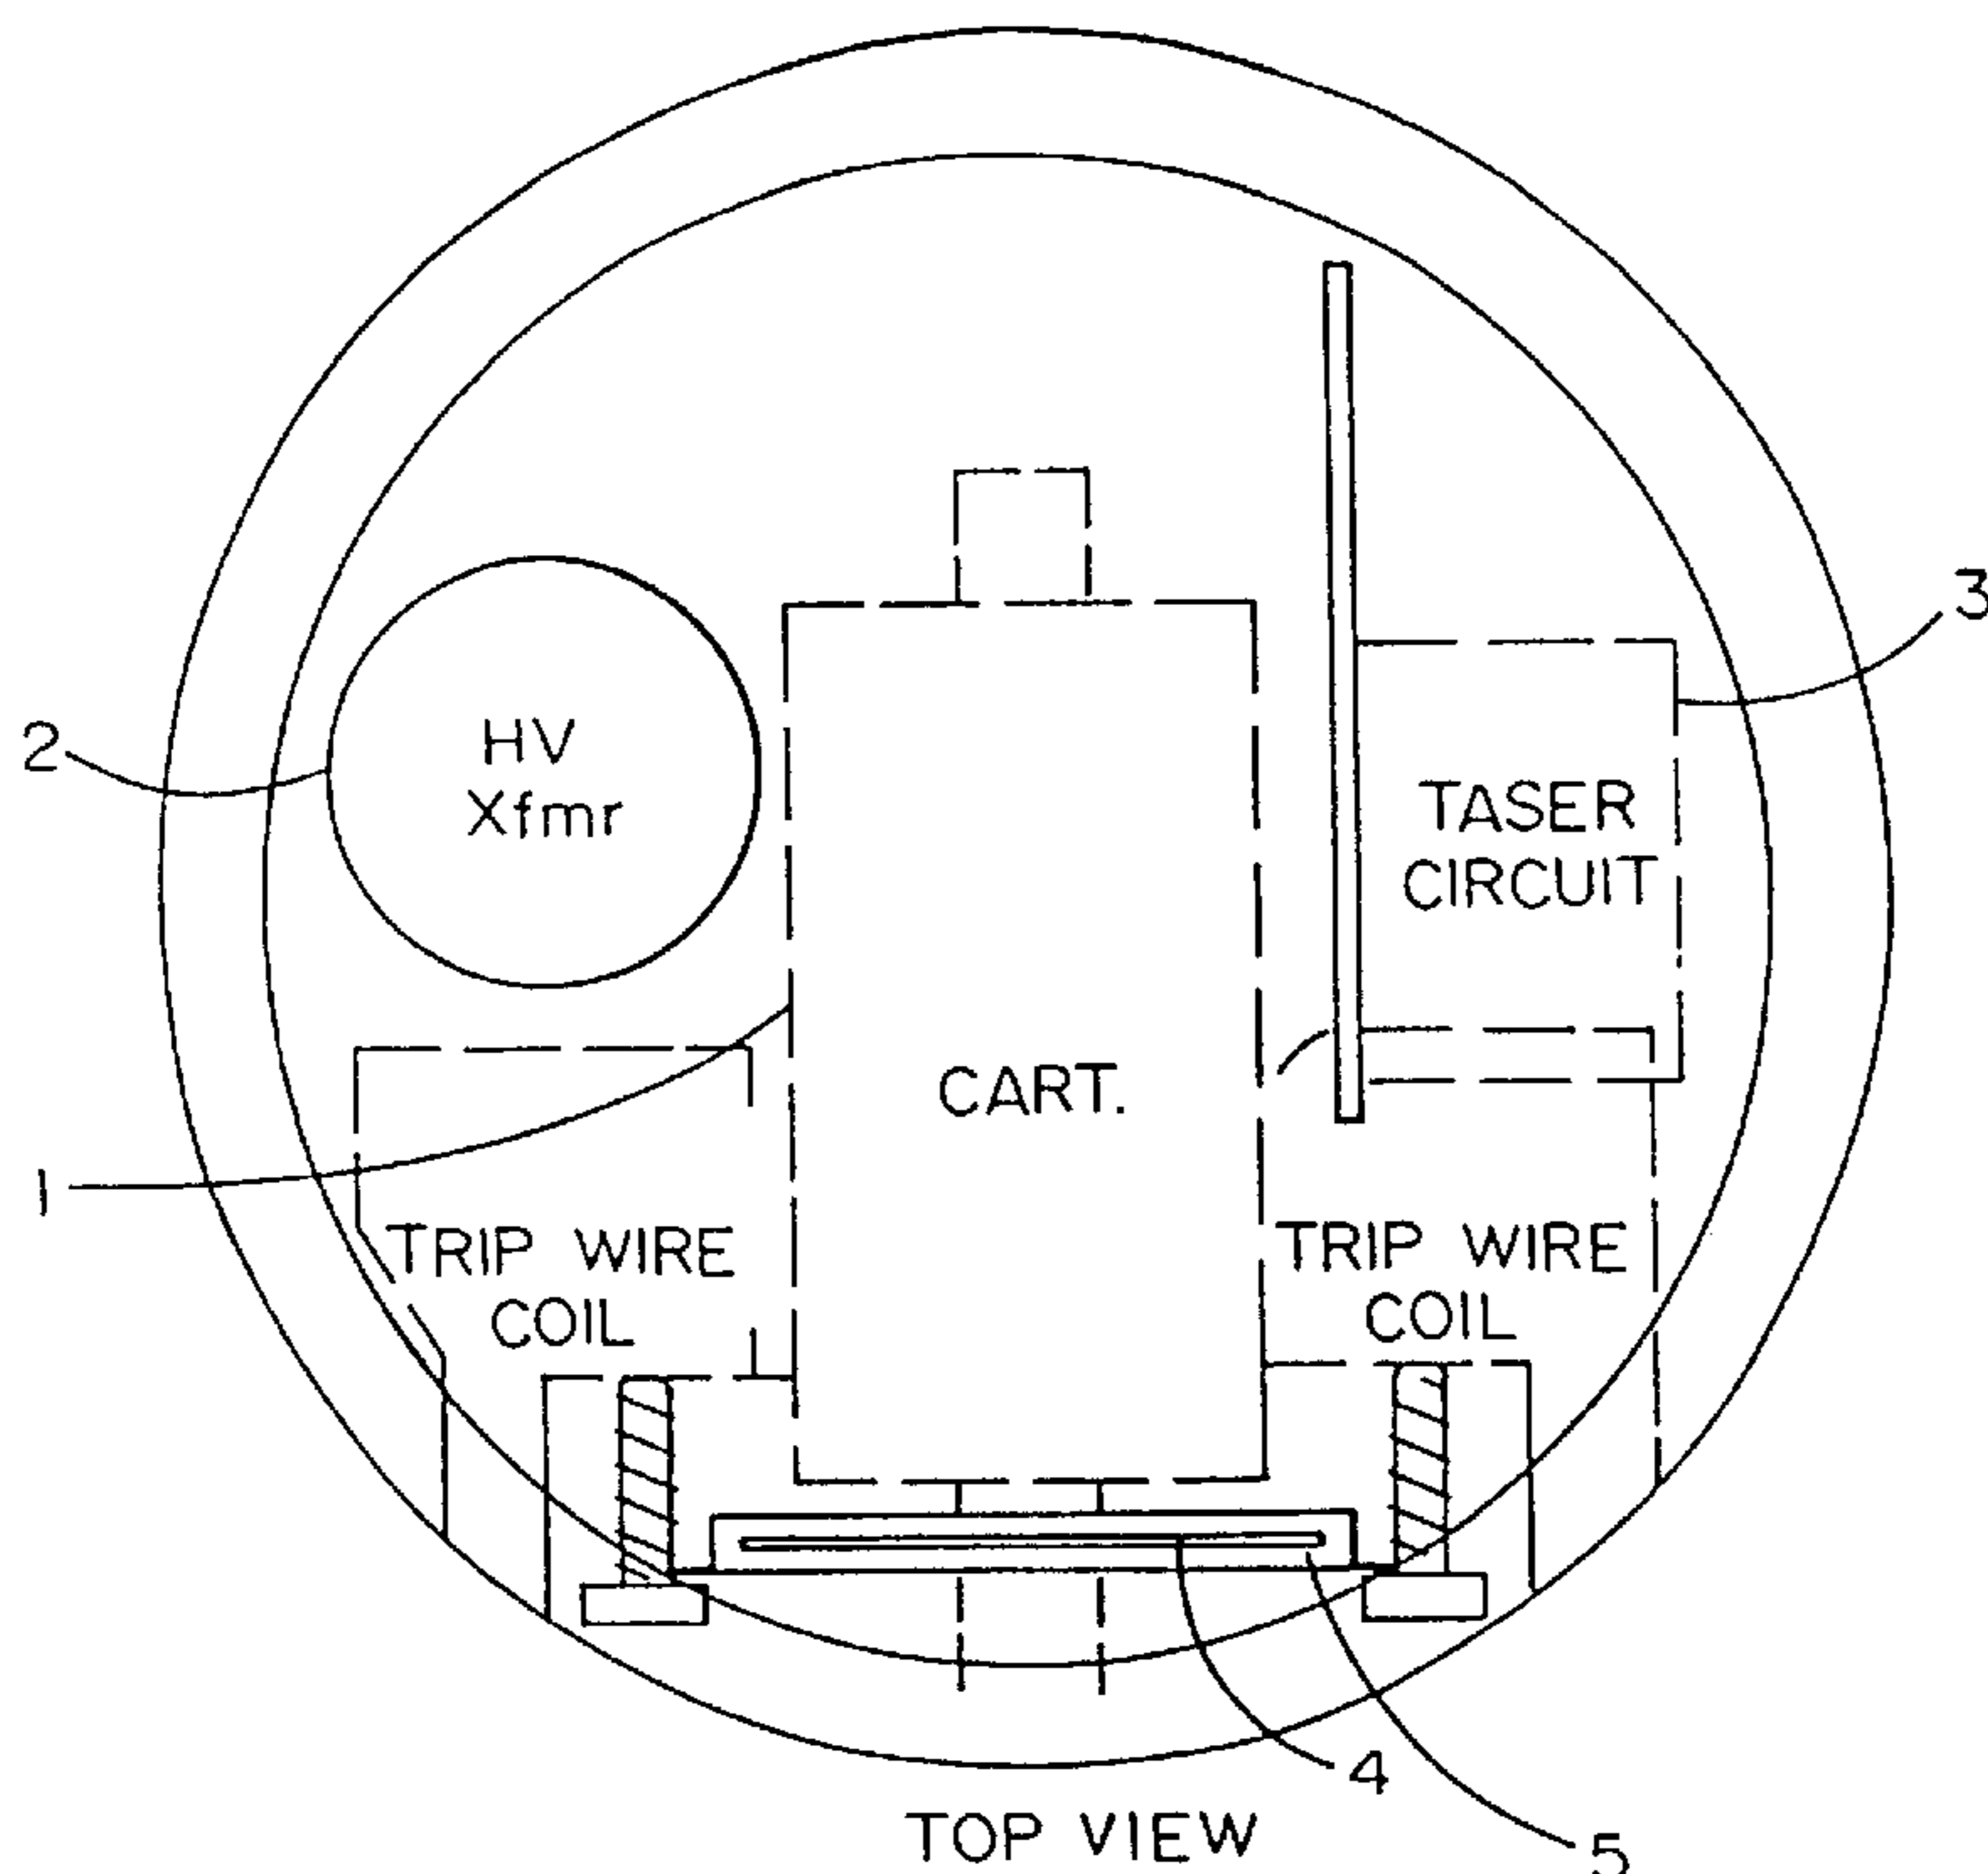 3
2
HV
Xfmr
TASER
CIRCUIT
CART.
1
TRIP WIRE
COIL
TRIP WIRE
COIL
4
TOP VIEW
5